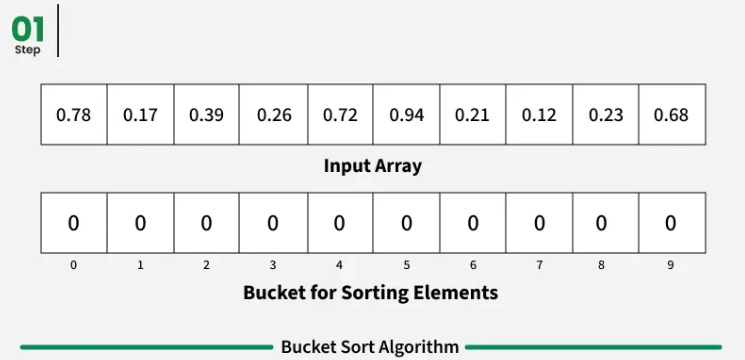 01
Step
0.78 0.17 0.39 0.26 0.72 0.94 0.21 0.12 0.23 0.68
Input Array
0 0 0 0 0 0 0 0 0 0
0 1 2 3 4 5 6 7 8 9
Bucket for Sorting Elements
Bucket Sort Algorithm